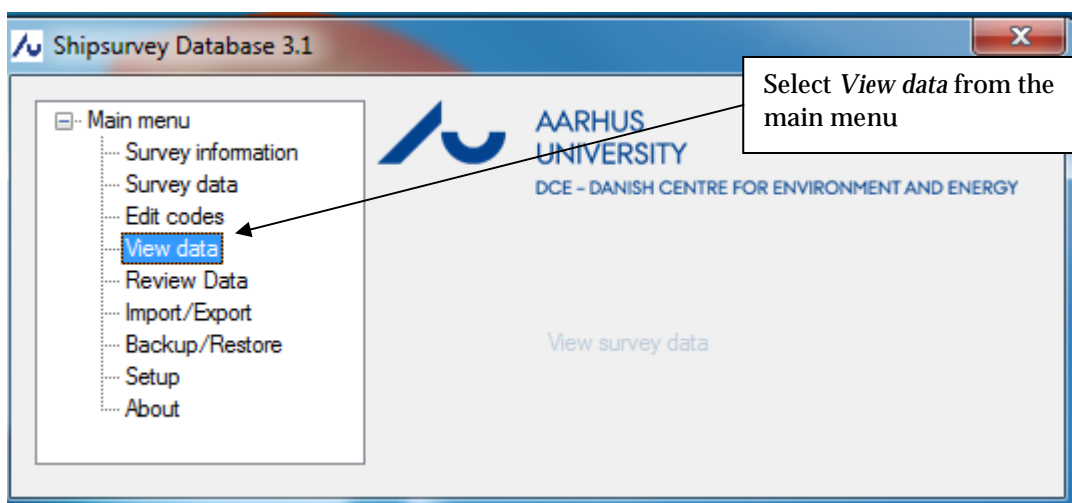 Shipsurvey Database 3.1
Select View data from the
main menu
Main menu
Survey information
Survey data
Edit codes
View data
Review Data
Import/Export
Backup/Restore
Setup
About
AARHUS
UNIVERSITY
DCE – DANISH CENTRE FOR ENVIRONMENT AND ENERGY
View survey data